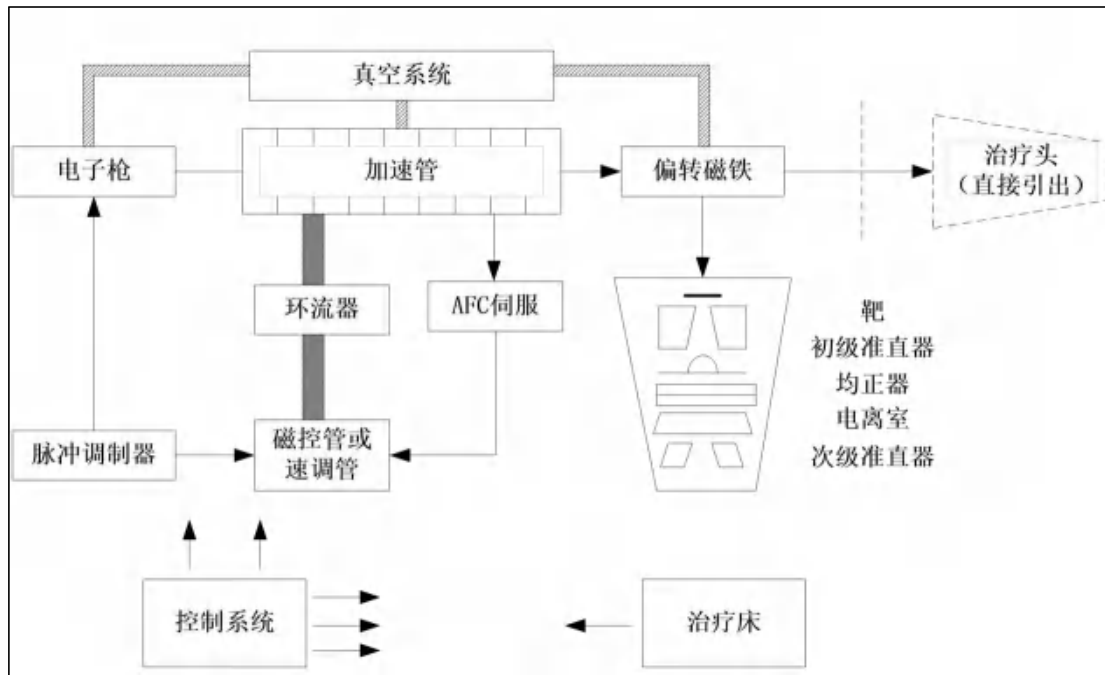 真空系统
电子枪
加速管
偏转磁铁
治疗头
（直接引出）
环流器
AFC伺服
靶
初级准直器
均正器
电离室
次级准直器
脉冲调制器
磁控管或
速调管
控制系统
治疗床